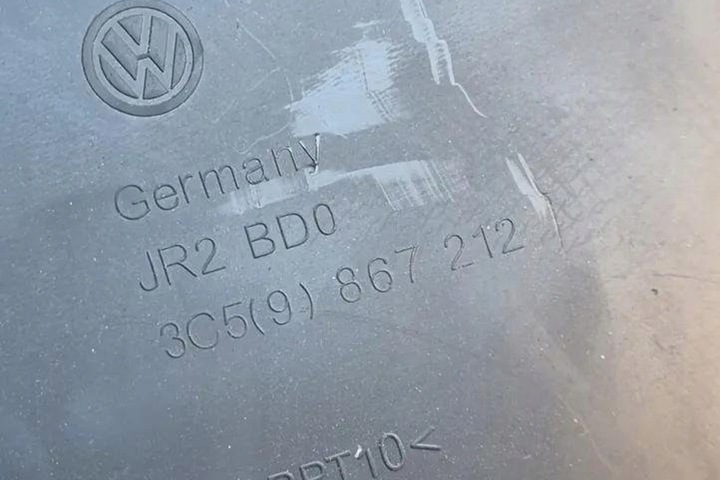 Germany
JR2 BD0
3C5(9) 867 212